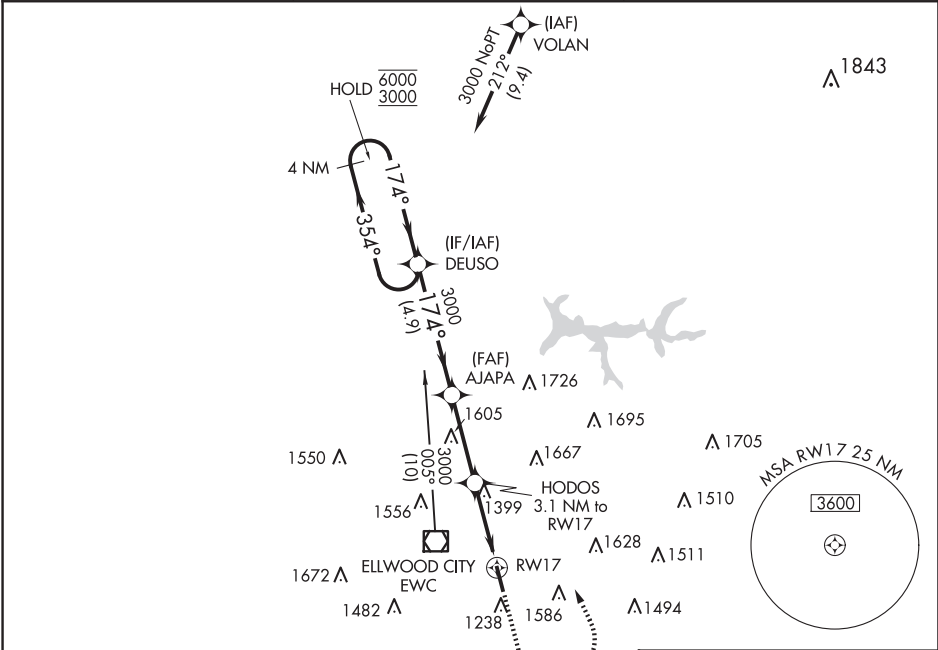 (IAF)
VOLAN
3000 NoPT
212°
(9.4)
1843
HOLD
6000
3000
4 NM
174°
354°
(IF/IAF)
DEUSO
3000
174°
(4.9)
(FAF)
AJAPA
1726
1605
1695
1705
1550
1667
3000
005°
(10)
HODOS
3.1 NM to
RW17
1399
1510
1556
1628
1511
ELLWOOD CITY
EWC
RW17
1672
1482
1238
1586
1494
MSA RW17 25 NM
3600